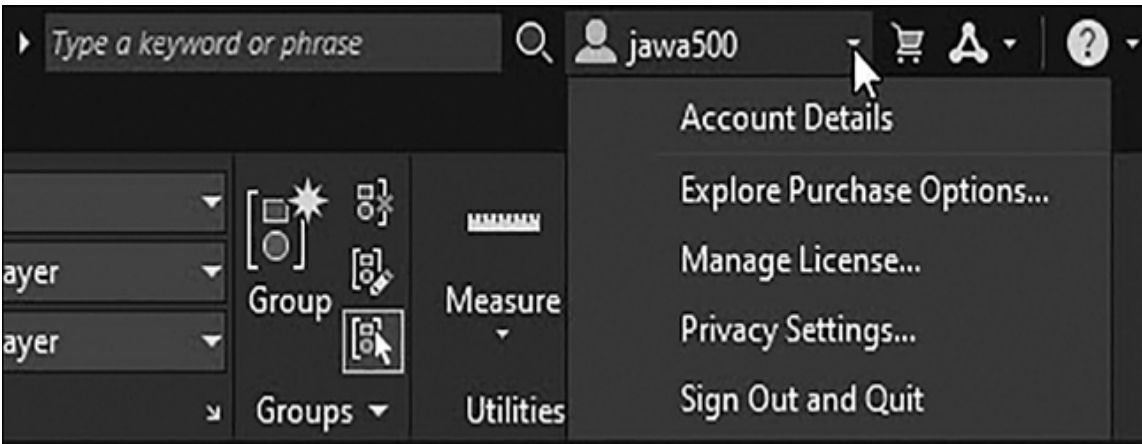 Type a keyword or phrase
jawa500
?
Account Details
Explore Purchase Options...
Manage License...
Privacy Settings...
Sign Out and Quit
ayer
ayer
Group
Groups
Measure
Utilities